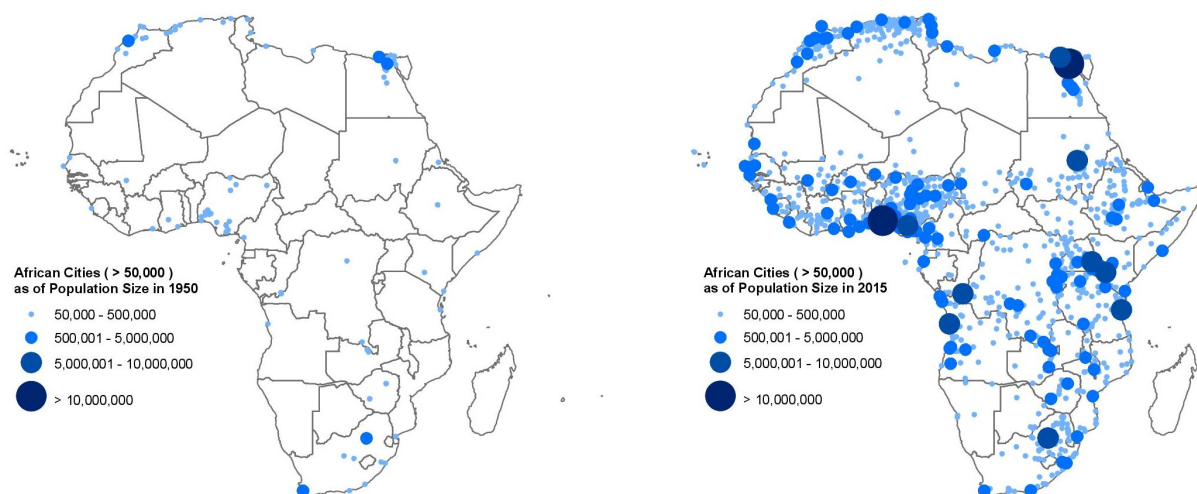 African Cities ( > 50,000 )
as of Population Size in 1950
50,000 - 500,000
500,001 - 5,000,000
5,000,001 - 10,000,000
> 10,000,000
African Cities ( > 50,000 )
as of Population Size in 2015
50,000 - 500,000
500,001 - 5,000,000
5,000,001 - 10,000,000
> 10,000,000